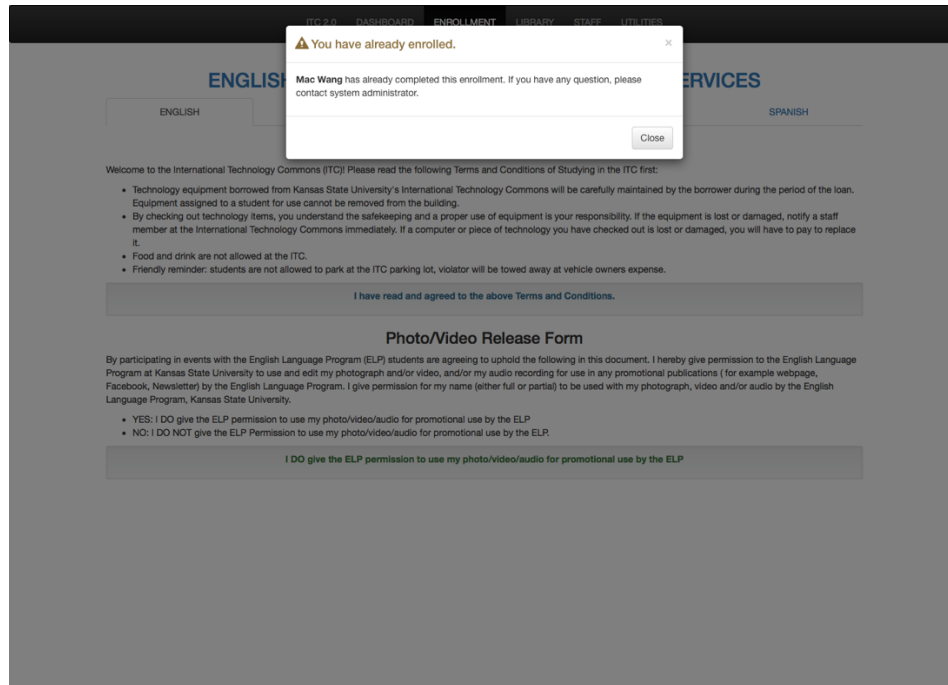 ITC 2.0 DASHBOARD ENROLLMENT LIBRARY STAFF UTILITIES
You have already enrolled. ×
Mac Wang has already completed this enrollment. If you have any question, please
contact system administrator.
Close
ENGLISH
ERVICES
ENGLISH SPANISH
Welcome to the International Technology Commons (ITC)! Please read the following Terms and Conditions of Studying in the ITC first:
• Technology equipment borrowed from Kansas State University's International Technology Commons will be carefully maintained by the borrower during the period of the loan.
Equipment assigned to a student for use cannot be removed from the building.
• By checking out technology items, you understand the safekeeping and a proper use of equipment is your responsibility. If the equipment is lost or damaged, notify a staff
member at the International Technology Commons immediately. If a computer or piece of technology you have checked out is lost or damaged, you will have to pay to replace
it.
• Food and drink are not allowed at the ITC.
• Friendly reminder: students are not allowed to park at the ITC parking lot, violator will be towed away at vehicle owners expense.
I have read and agreed to the above Terms and Conditions.
Photo/Video Release Form
By participating in events with the English Language Program (ELP) students are agreeing to uphold the following in this document. I hereby give permission to the English Language
Program at Kansas State University to use and edit my photograph and/or video, and/or my audio recording for use in any promotional publications ( for example webpage,
Facebook, Newsletter) by the English Language Program. I give permission for my name (either full or partial) to be used with my photograph, video and/or audio by the English
Language Program, Kansas State University.
• YES: I DO give the ELP permission to use my photo/video/audio for promotional use by the ELP
• NO: I DO NOT give the ELP Permission to use my photo/video/audio for promotional use by the ELP.
I DO give the ELP permission to use my photo/video/audio for promotional use by the ELP